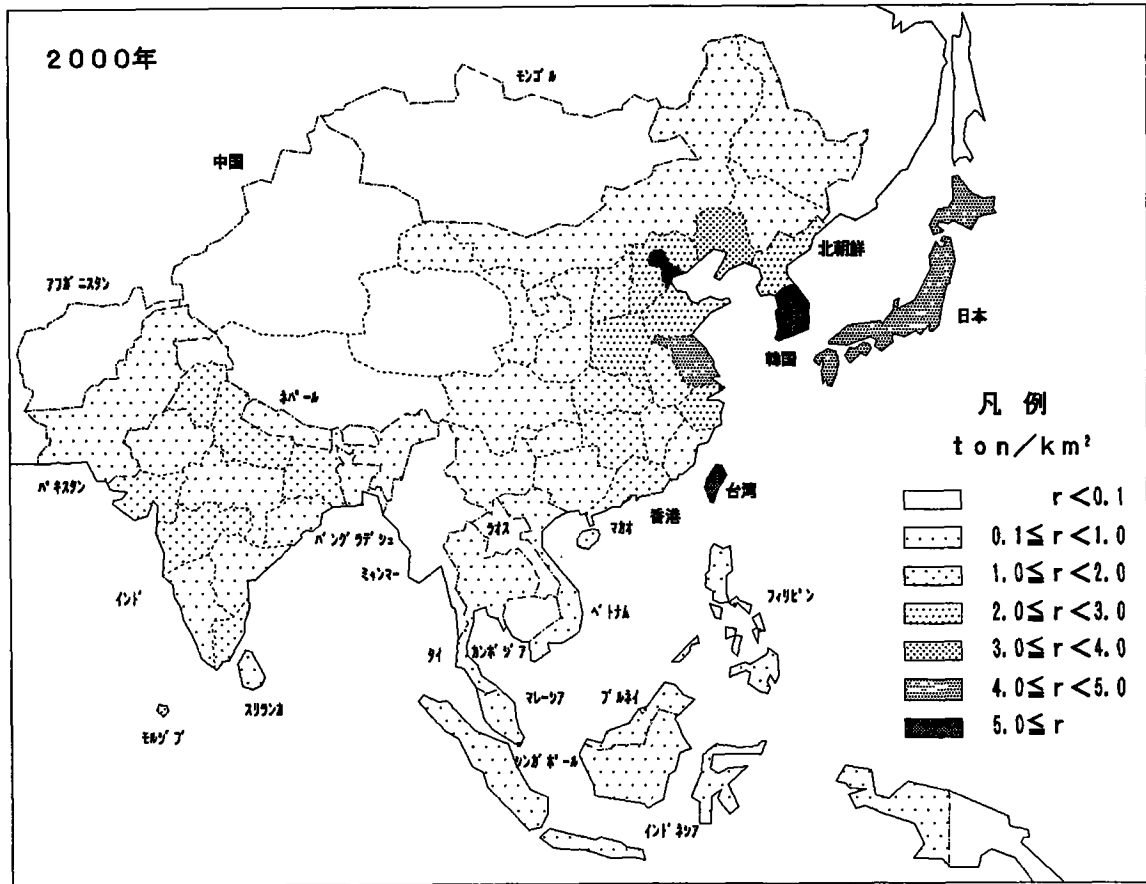 2000年
モンゴル
中国
北朝鮮
アフガニスタン
日本
韓国
ネパール
凡例
ton/km²
パキスタン
台湾
r<0.1
香港
ラオス
マカオ
0.1≦r<1.0
バングラデシュ
ミャンマー
1.0≦r<2.0
インド
フィリピン
ベトナム
2.0≦r<3.0
タイ
カンボジア
3.0≦r<4.0
マレーシア
ブルネイ
4.0≦r<5.0
スリランカ
モルジブ
5.0≦r
シンガポール
インドネシア